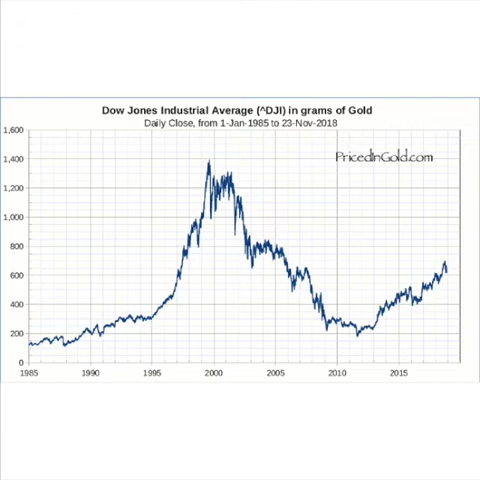 Dow Jones Industrial Average (^DJI) in grams of Gold
Daily Close, from 1-Jan-1985 to 23-Nov-2018
PricedInGold.com
1,600
1,400
1,200
1,000
800
600
400
200
0
1985 1990 1995 2000 2005 2010 2015